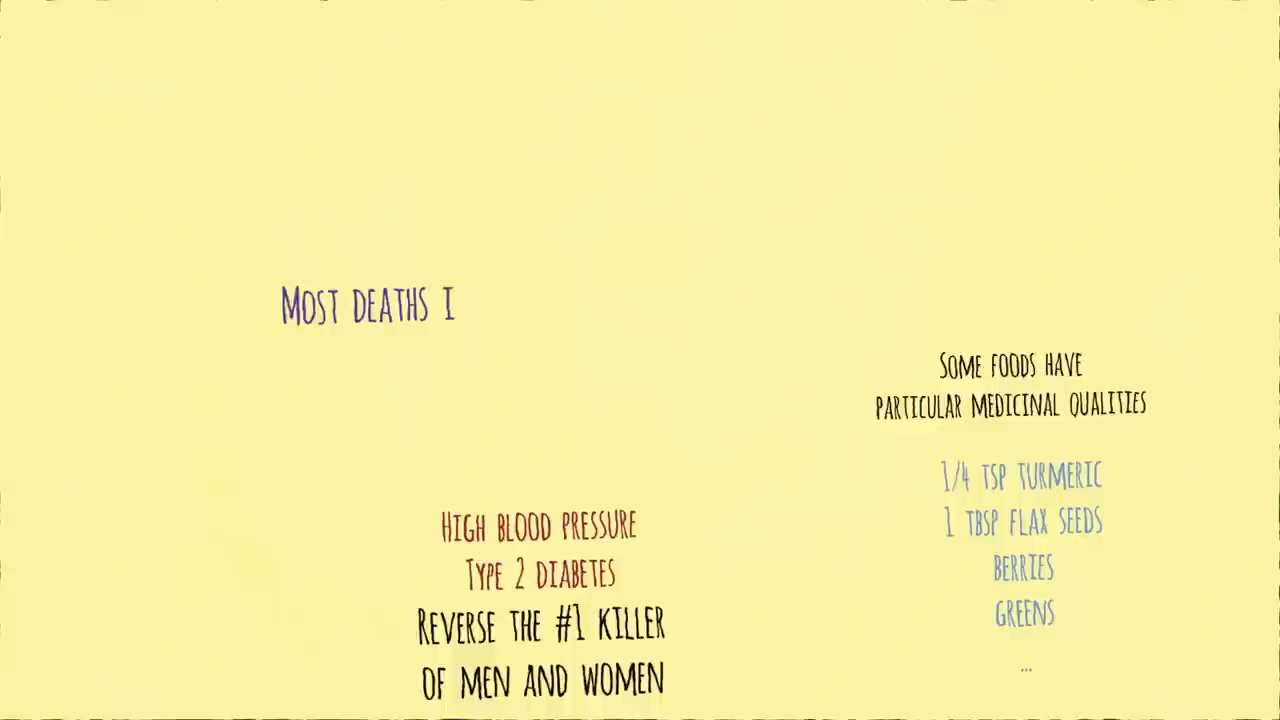 Most deaths i
Some foods have
particular medicinal qualities
1/4 tsp turmeric
1 tbsp flax seeds
berries
greens
...
High blood pressure
Type 2 diabetes
Reverse the #1 killer
of men and women